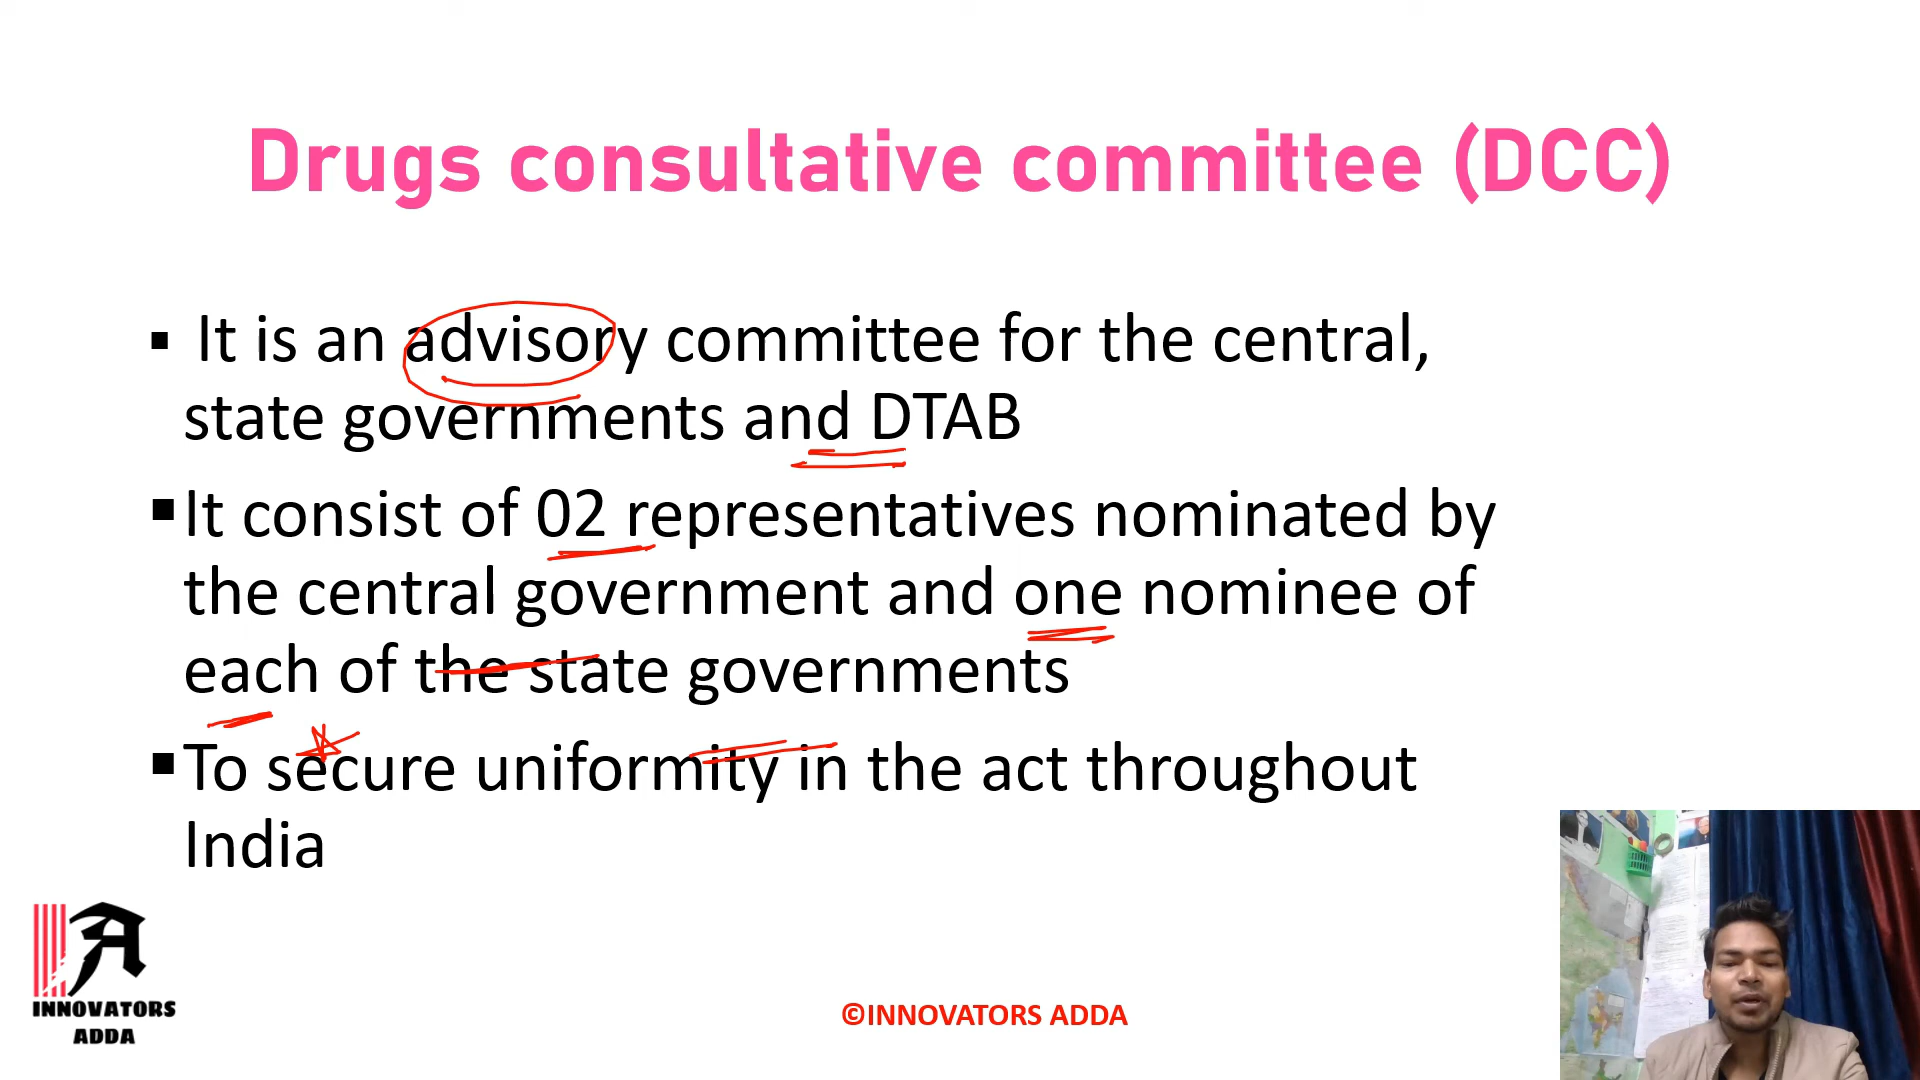 Drugs consultative committee (DCC)
▪ It is an advisory committee for the central,
state governments and DTAB
▪It consist of 02 representatives nominated by
the central government and one nominee of
each of the state governments
▪To secure uniformity in the act throughout
India
INNOVATORS
ADDA
©INNOVATORS ADDA